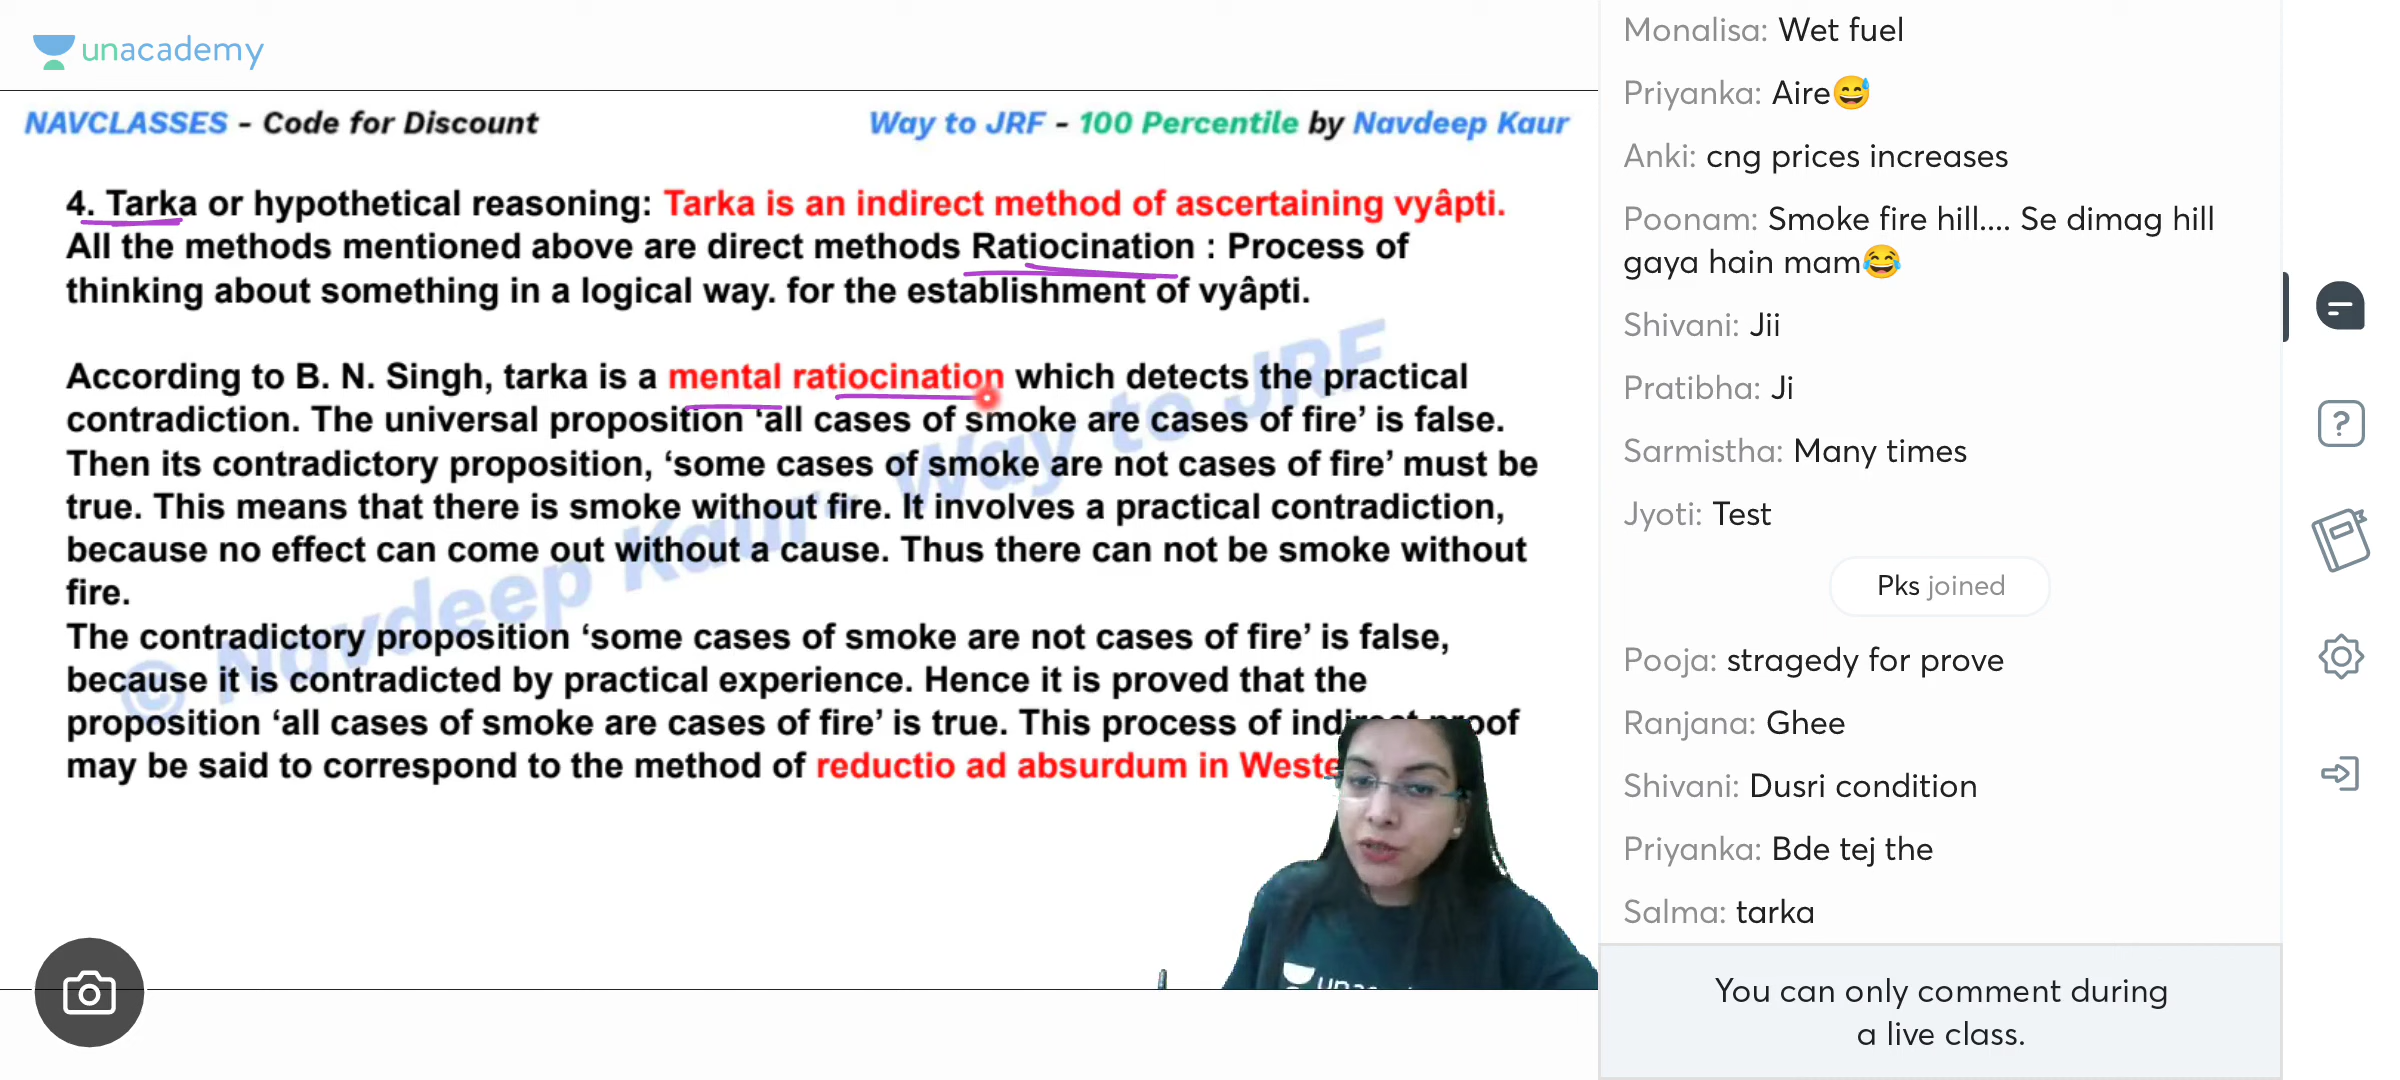 unacademy
NAVCLASSES - Code for Discount
Way to JRF - 100 Percentile by Navdeep Kaur
4. Tarka or hypothetical reasoning: Tarka is an indirect method of ascertaining vyâpti.
All the methods mentioned above are direct methods Ratiocination : Process of
thinking about something in a logical way. for the establishment of vyâpti.
According to B. N. Singh, tarka is a mental ratiocination which detects the practical
contradiction. The universal proposition ‘all cases of smoke are cases of fire’ is false.
Then its contradictory proposition, ‘some cases of smoke are not cases of fire’ must be
true. This means that there is smoke without fire. It involves a practical contradiction,
because no effect can come out without a cause. Thus there can not be smoke without
fire.
The contradictory proposition ‘some cases of smoke are not cases of fire’ is false,
because it is contradicted by practical experience. Hence it is proved that the
proposition ‘all cases of smoke are cases of fire’ is true. This process of indirect proof
may be said to correspond to the method of reductio ad absurdum in
© Navdeep Kaur - Way to JRF
Monalisa: Wet fuel
Priyanka: Aire😅
Anki: cng prices increases
Poonam: Smoke fire hill.... Se dimag hill
gaya hain mam😂
Shivani: Jii
Pratibha: Ji
Sarmistha: Many times
Jyoti: Test
Pks joined
Pooja: stragedy for prove
Ranjana: Ghee
Shivani: Dusri condition
Priyanka: Bde tej the
Salma: tarka
You can only comment during
a live class.